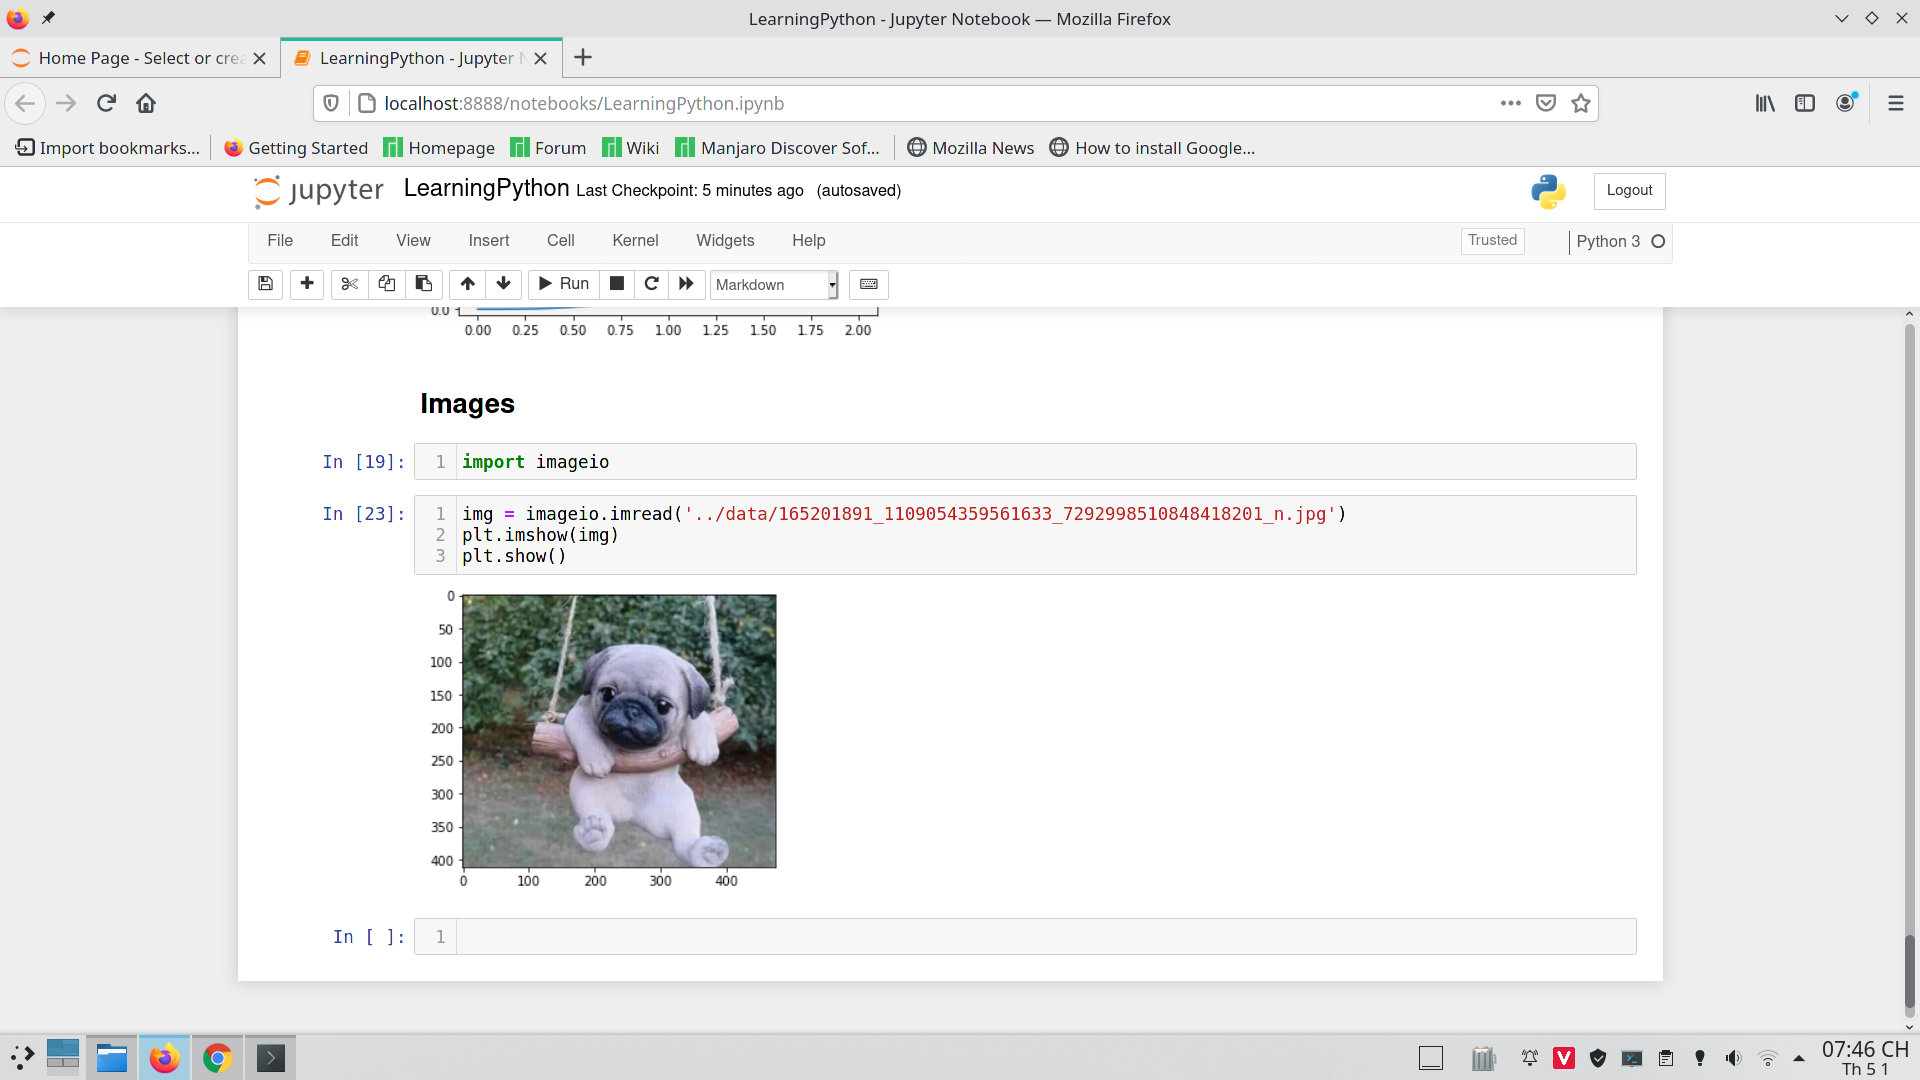 LearningPython - Jupyter Notebook — Mozilla Firefox
Home Page - Select or crea
LearningPython - Jupyter N
localhost:8888/notebooks/LearningPython.ipynb
Import bookmarks...
Getting Started
Homepage
Forum
Wiki
Manjaro Discover Sof...
Mozilla News
How to install Google...
jupyter
LearningPython Last Checkpoint: 5 minutes ago (autosaved)
Logout
File Edit View Insert Cell Kernel Widgets Help
Trusted
Python 3
Run
Markdown
0.0
0.00 0.25 0.50 0.75 1.00 1.25 1.50 1.75 2.00
Images
In [19]: 1 import imageio
In [23]: 1 img = imageio.imread('../data/165201891_1109054359561633_7292998510848418201_n.jpg')
2 plt.imshow(img)
3 plt.show()
0
50
100
150
200
250
300
350
400
0 100 200 300 400
In [ ]: 1
V
07:46 CH
Th 5 1